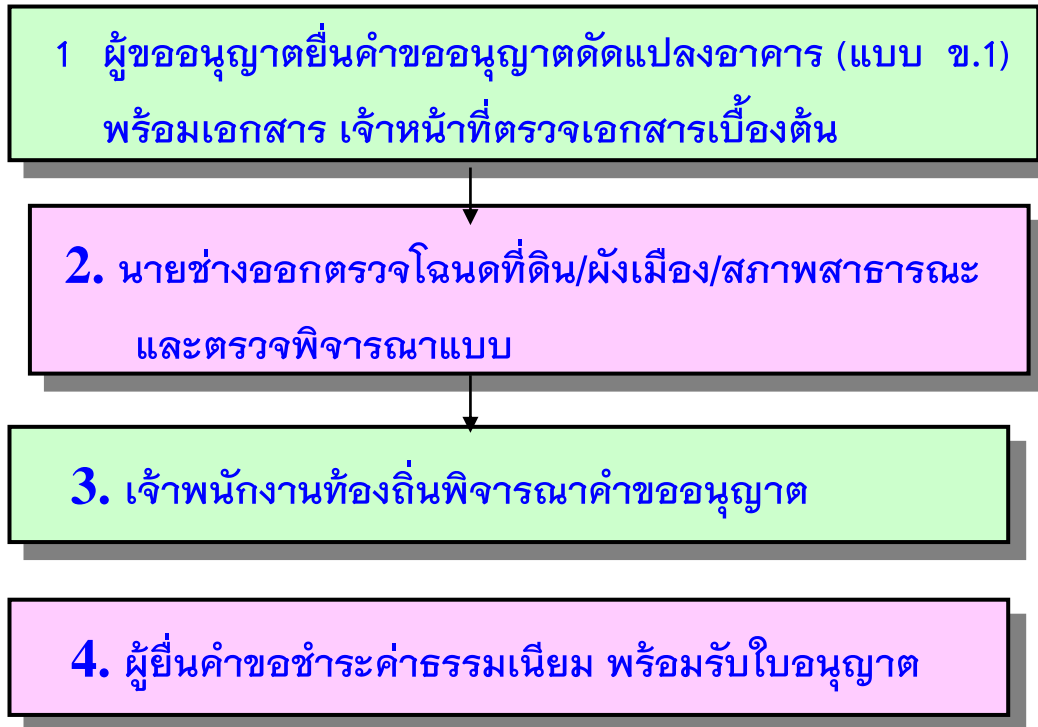 1 ผู้ขออนุญาตยื่นคำขออนุญาตดัดแปลงอาคาร (แบบ ข.1)
พร้อมเอกสาร เจ้าหน้าที่ตรวจเอกสารเบื้องต้น
2. นายช่างออกตรวจโฉนดที่ดิน/ผังเมือง/สภาพสาธารณะ
และตรวจพิจารณาแบบ
3. เจ้าพนักงานท้องถิ่นพิจารณาคำขออนุญาต
4. ผู้ยื่นคำขอชำระค่าธรรมเนียม พร้อมรับใบอนุญาต